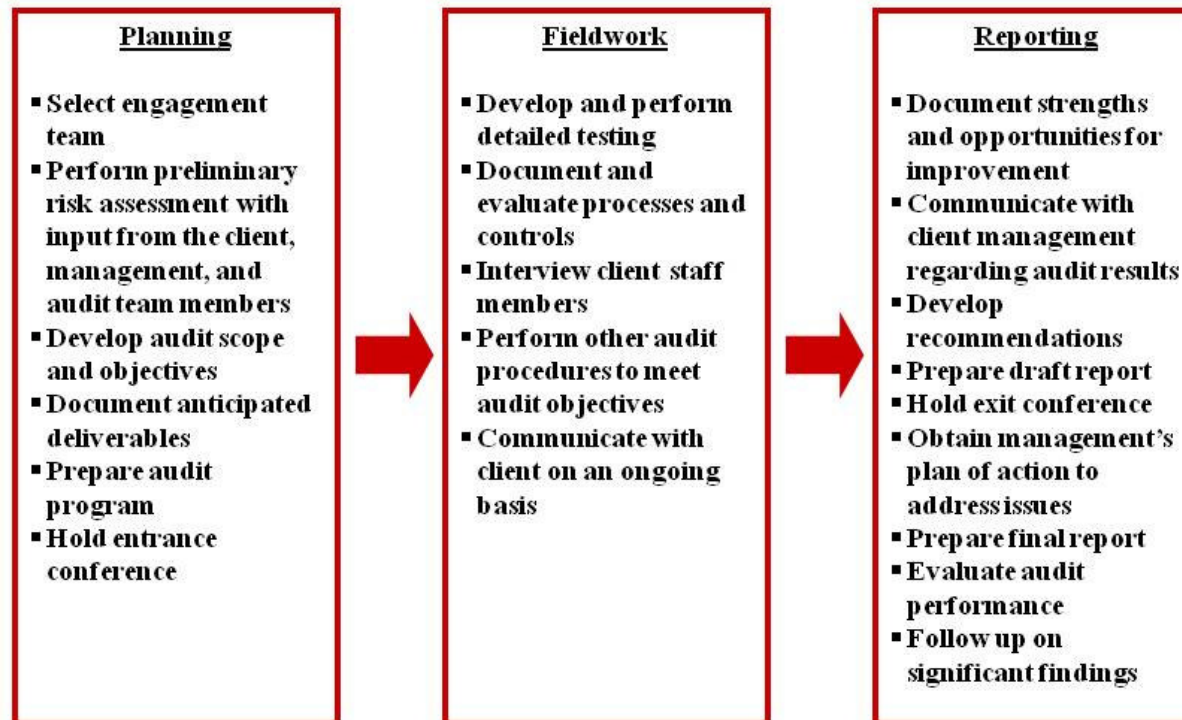 Planning
▪ Select engagement
team
▪ Perform preliminary
risk assessment with
input from the client,
management, and
audit team members
▪ Develop audit scope
and objectives
▪ Document anticipated
deliverables
▪ Prepare audit
program
▪ Hold entrance
conference
Fieldwork
▪ Develop and perform
detailed testing
▪ Document and
evaluate processes and
controls
▪ Interview client staff
members
▪ Perform other audit
procedures to meet
audit objectives
▪ Communicate with
client on an ongoing
basis
Reporting
▪ Document strengths
and opportunities for
improvement
▪ Communicate with
client management
regarding audit results
▪ Develop
recommendations
▪ Prepare draft report
▪ Hold exit conference
▪ Obtain management’s
plan of action to
address issues
▪ Prepare final report
▪ Evaluate audit
performance
▪ Follow up on
significant findings